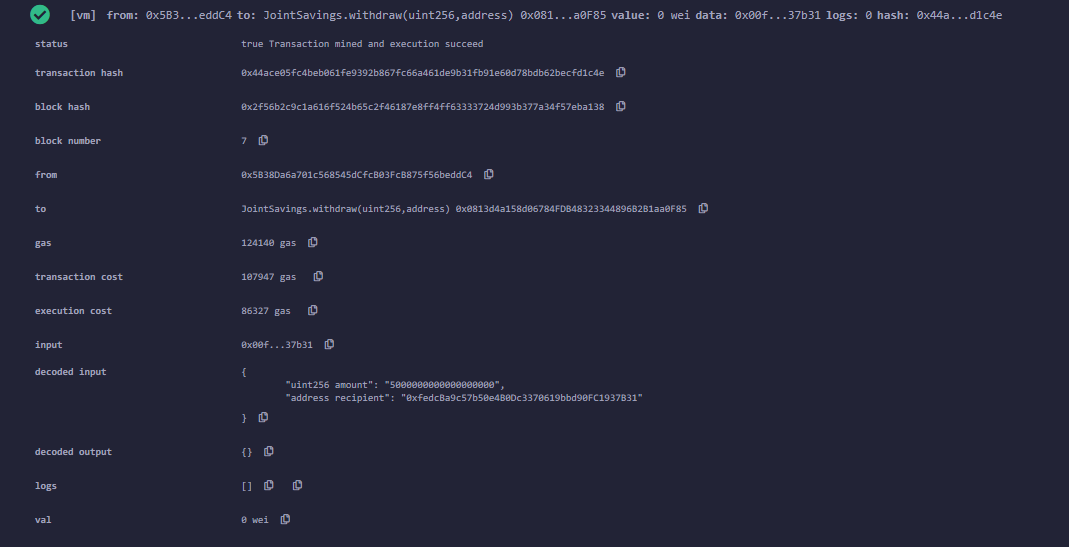 [vm] from: 0x5B3...eddC4 to: JointSavings.withdraw(uint256,address) 0x081...a0F85 value: 0 wei data: 0x00f...37b31 logs: 0 hash: 0x44a...d1c4e
status true Transaction mined and execution succeed
transaction hash 0x44ace05fc4beb061fe9392b867fc66a461de9b31fb91e60d78bdb62becfd1c4e
block hash 0x2f56b2c9c1a616f524b65c2f46187e8ff4ff63333724d993b377a34f57eba138
block number 7
from 0x5B38Da6a701c568545dCfcB03FcB875f56beddC4
to JointSavings.withdraw(uint256,address) 0x0813d4a158d06784FDB48323344896B2B1aa0F85
gas 124140 gas
transaction cost 107947 gas
execution cost 86327 gas
input 0x00f...37b31
decoded input {
"uint256 amount": "5000000000000000000",
"address recipient": "0xfedcBa9c57b50e4B0Dc3370619bbd90FC1937B31"
}
decoded output {}
logs []
val 0 wei